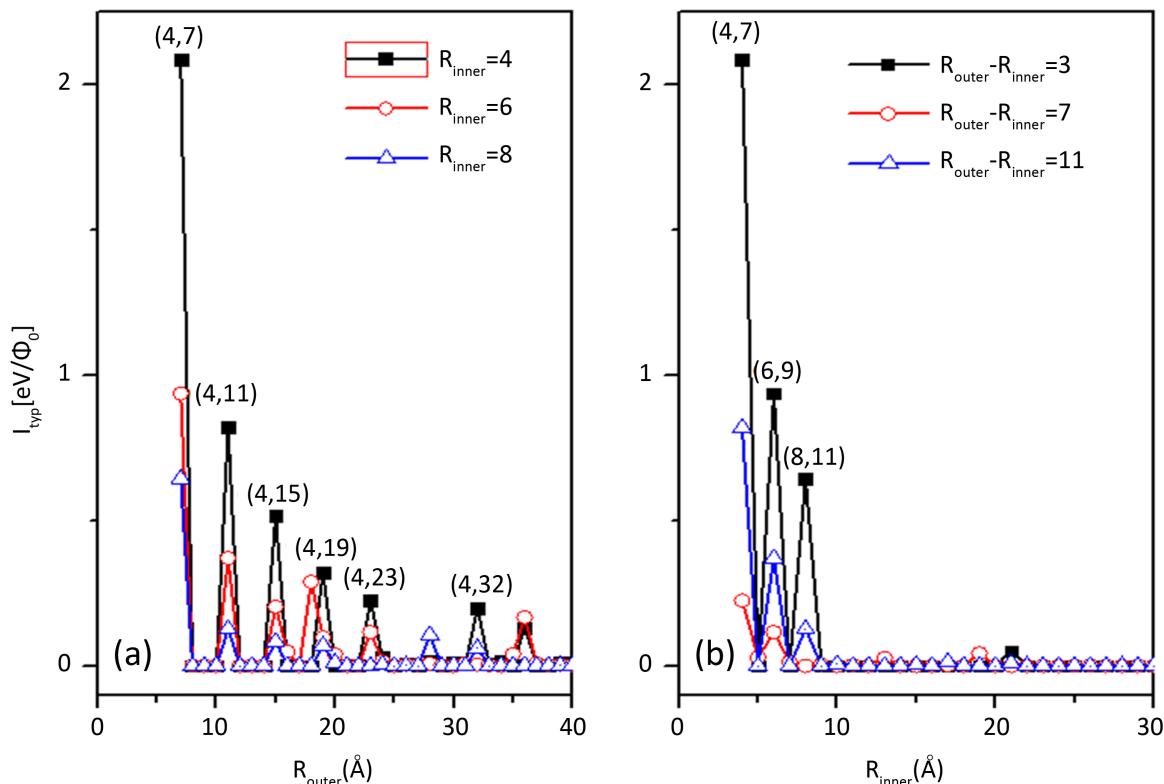 (4,7)
R_inner=4
R_inner=6
R_inner=8
(4,11)
(4,15)
(4,19)
(4,23)
(4,32)
(a)
2
1
0
I_typ[eV/Φ_0]
0 10 20 30 40
R_outer(Å)
(4,7)
R_outer-R_inner=3
R_outer-R_inner=7
R_outer-R_inner=11
(6,9)
(8,11)
(b)
2
1
0
0 10 20 30
R_inner(Å)